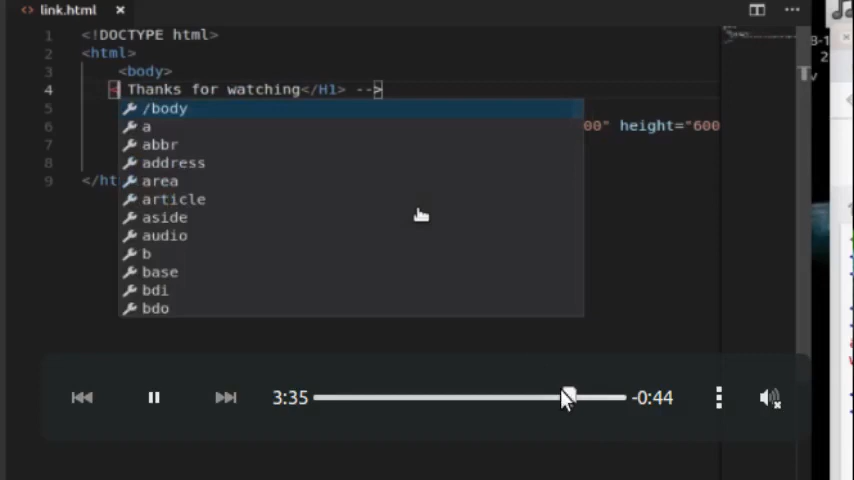 link.html
1 <!DOCTYPE html>
2 <html>
3 <body>
4 < Thanks for watching</H1> -->
5 /body
6 a 00" height="600
7 abbr
8 address
9 </ht area
article
aside
audio
b
base
bdi
bdo
3:35 -0:44